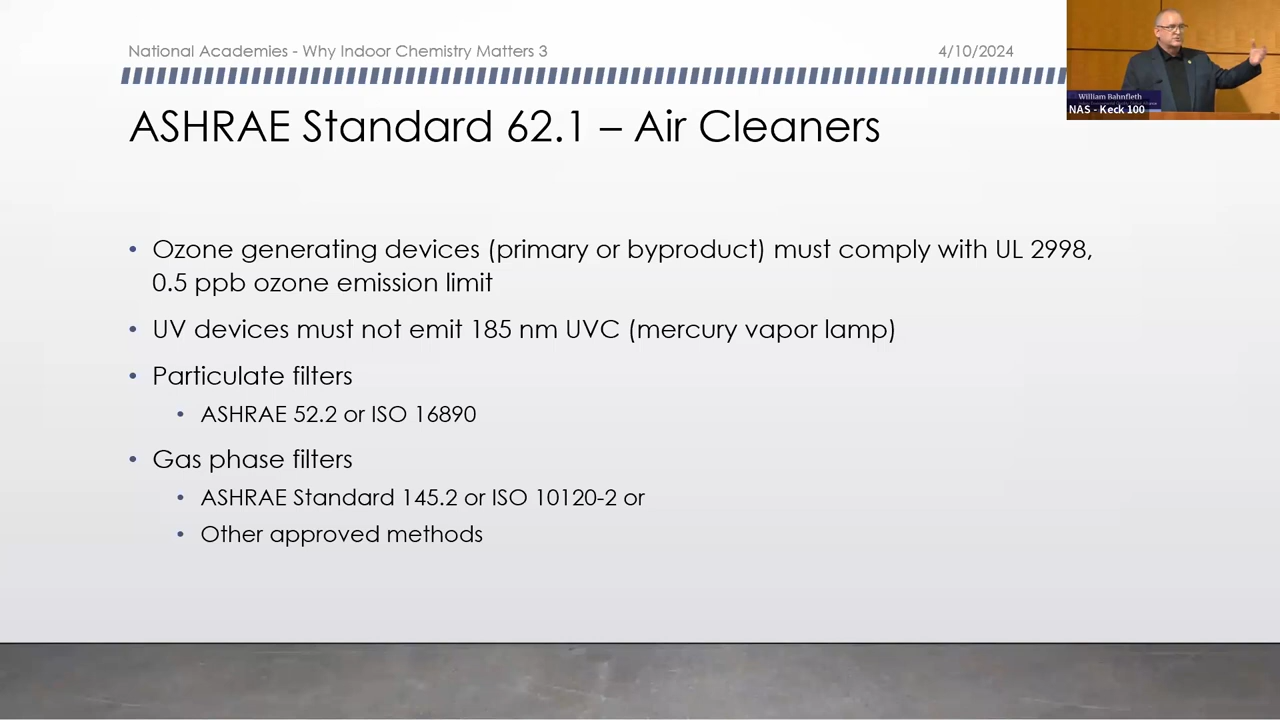 National Academies - Why Indoor Chemistry Matters 3
4/10/2024
William Bahnfleth
NAS - Keck 100
ASHRAE Standard 62.1 – Air Cleaners
• Ozone generating devices (primary or byproduct) must comply with UL 2998,
0.5 ppb ozone emission limit
• UV devices must not emit 185 nm UVC (mercury vapor lamp)
• Particulate filters
• ASHRAE 52.2 or ISO 16890
• Gas phase filters
• ASHRAE Standard 145.2 or ISO 10120-2 or
• Other approved methods